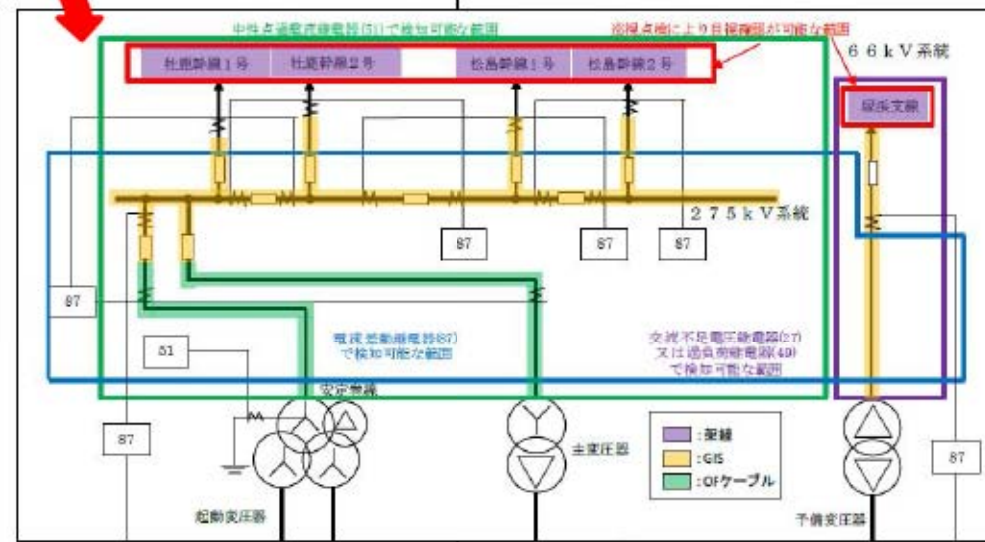 中性点過電流継電器(51)で検知可能な範囲
巡視点検により目視確認が可能な範囲
牡鹿幹線1号
牡鹿幹線2号
松島幹線1号
松島幹線2号
66kV系統
275kV系統
87
87
87
87
51
電流差動継電器(87)
で検知可能な範囲
交流不足電圧継電器(27)
又は過負荷継電器(49)
で検知可能な範囲
安定巻線
87
主変圧器
:架線
:GIS
:OFケーブル
87
起動変圧器
予備変圧器